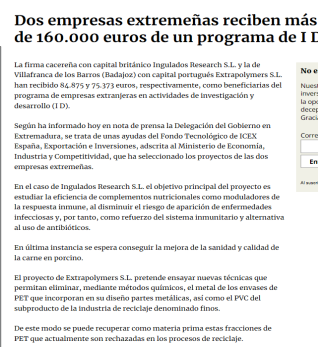 Dos empresas extremeñas reciben más
de 160.000 euros de un programa de I D
La firma cacereña con capital británico Ingulados Research S.L. y la de
Villafranca de los Barros (Badajoz) con capital portugués Extrapolymers S.L.
han recibido 84.875 y 75.373 euros, respectivamente, como beneficiarias del
programa de empresas extranjeras en actividades de investigación y
desarrollo (I D).
Según ha informado hoy en nota de prensa la Delegación del Gobierno en
Extremadura, se trata de unas ayudas del Fondo Tecnológico de ICEX
España, Exportación e Inversiones, adscrita al Ministerio de Economía,
Industria y Competitividad, que ha seleccionado los proyectos de las dos
empresas extremeñas.
En el caso de Ingulados Research S.L. el objetivo principal del proyecto es
estudiar la eficiencia de complementos nutricionales como moduladores de
la respuesta inmune, al disminuir el riesgo de aparición de enfermedades
infecciosas y, por tanto, como refuerzo del sistema inmunitario y alternativa
al uso de antibióticos.
En última instancia se espera conseguir la mejora de la sanidad y calidad de
la carne en porcino.
El proyecto de Extrapolymers S.L. pretende ensayar nuevas técnicas que
permitan eliminar, mediante métodos químicos, el metal de los envases de
PET que incorporan en su diseño partes metálicas, así como el PVC del
subproducto de la industria de reciclaje denominado finos.
De este modo se puede recuperar como materia prima estas fracciones de
PET que actualmente son rechazadas en los procesos de reciclaje.
No e
Nuest
invers
la opo
decep
Graci
Corre
En